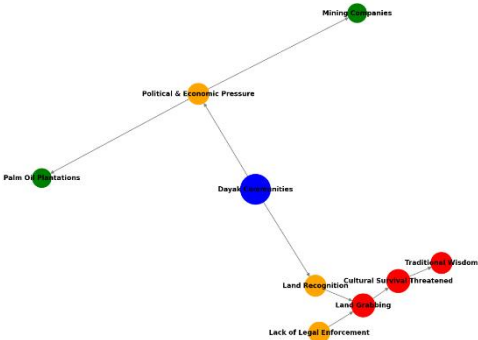 Mining Companies
Political & Economic Pressure
Palm Oil Plantations
Dayak Communities
Traditional Wisdom
Cultural Survival Threatened
Land Recognition
Land Grabbing
Lack of Legal Enforcement